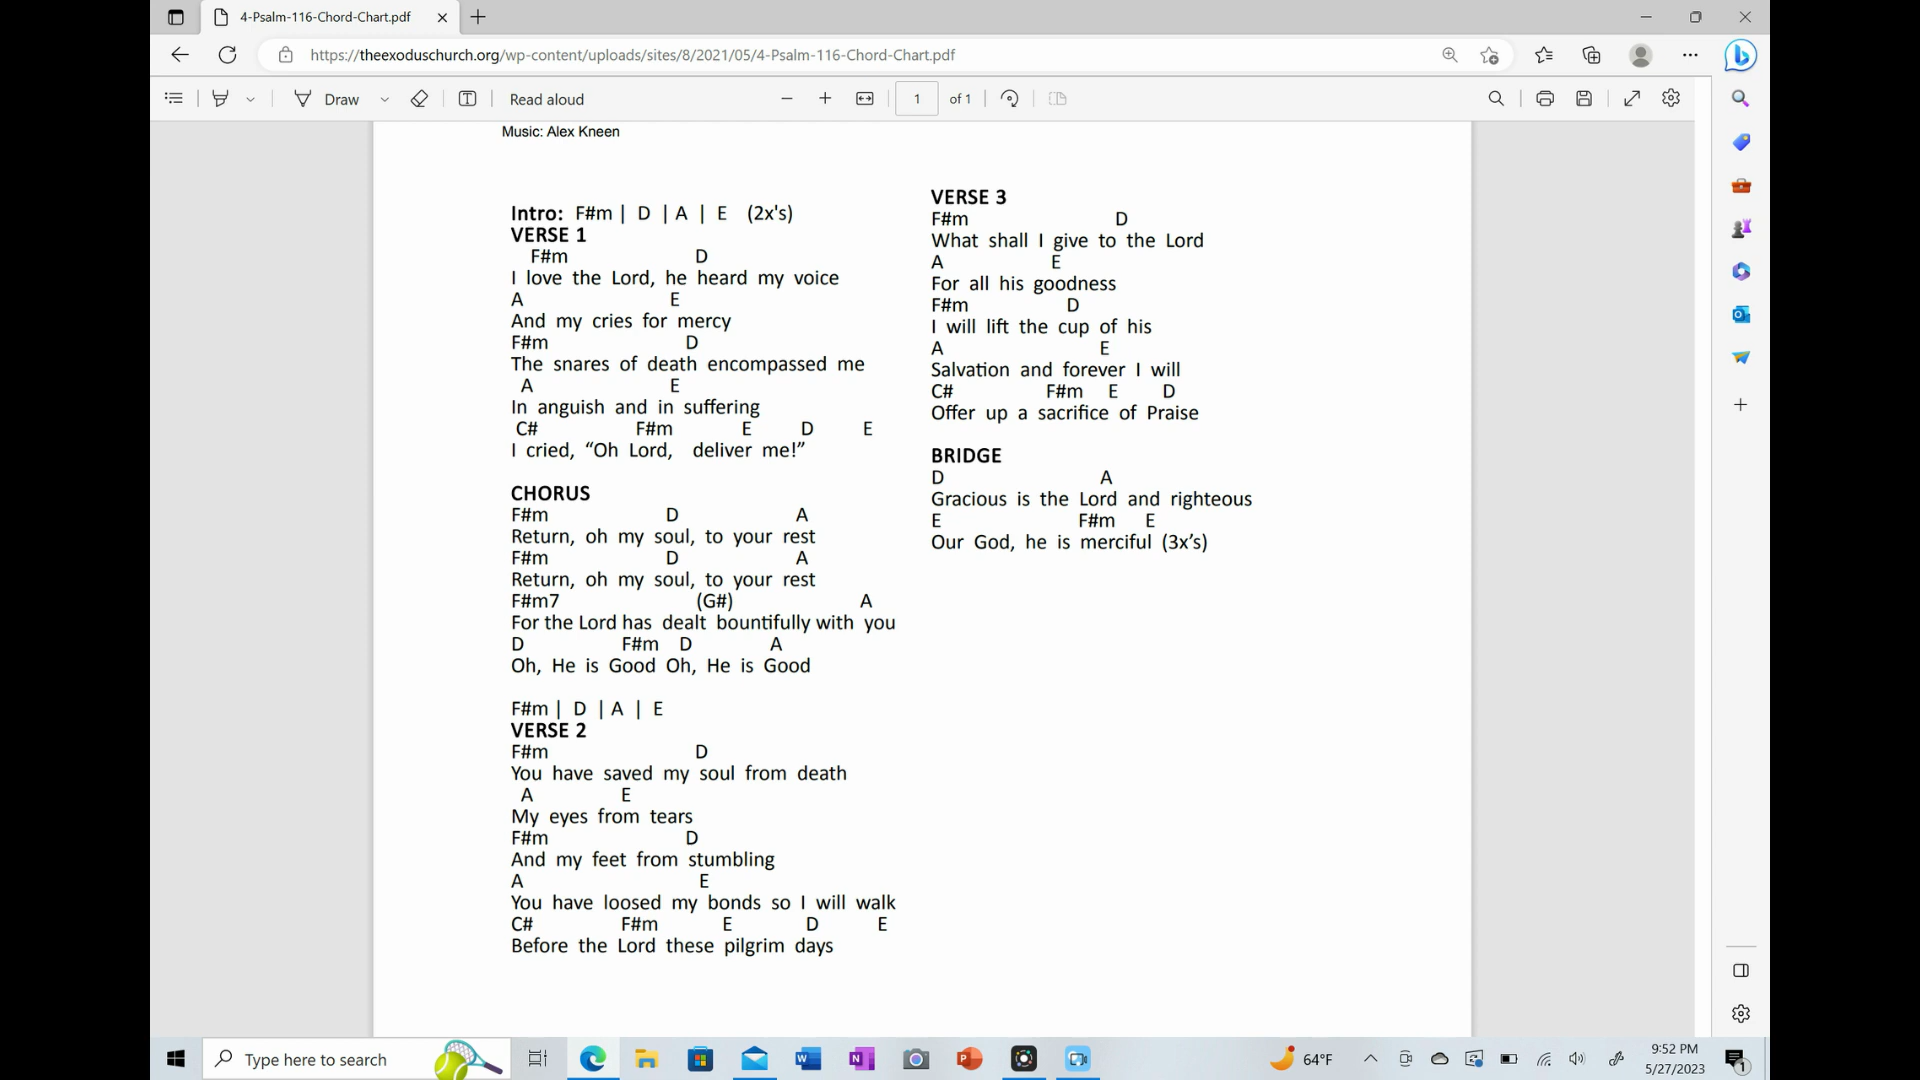 4-Psalm-116-Chord-Chart.pdf
https://theexoduschurch.org/wp-content/uploads/sites/8/2021/05/4-Psalm-116-Chord-Chart.pdf
Draw
Read aloud
1
of 1
Music: Alex Kneen
Intro: F#m | D | A | E (2x's)
VERSE 1
F#m D
I love the Lord, he heard my voice
A E
And my cries for mercy
F#m D
The snares of death encompassed me
A E
In anguish and in suffering
C# F#m E D E
I cried, “Oh Lord, deliver me!”
CHORUS
F#m D A
Return, oh my soul, to your rest
F#m D A
Return, oh my soul, to your rest
F#m7 (G#) A
For the Lord has dealt bountifully with you
D F#m D A
Oh, He is Good Oh, He is Good
F#m | D | A | E
VERSE 2
F#m D
You have saved my soul from death
A E
My eyes from tears
F#m D
And my feet from stumbling
A E
You have loosed my bonds so I will walk
C# F#m E D E
Before the Lord these pilgrim days
VERSE 3
F#m D
What shall I give to the Lord
A E
For all his goodness
F#m D
I will lift the cup of his
A E
Salvation and forever I will
C# F#m E D
Offer up a sacrifice of Praise
BRIDGE
D A
Gracious is the Lord and righteous
E F#m E
Our God, he is merciful (3x’s)
Type here to search
64°F
9:52 PM
5/27/2023
1